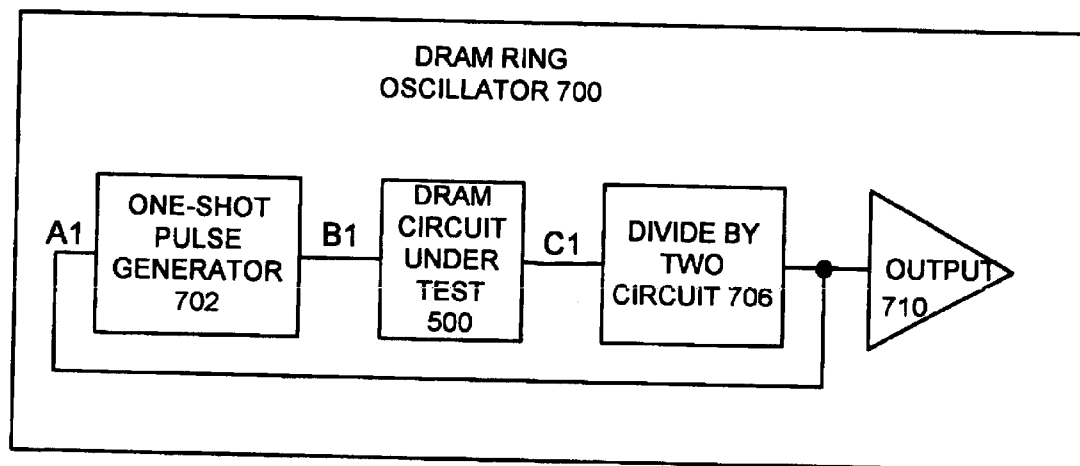 DRAM RING
OSCILLATOR 700
A1
ONE-SHOT
PULSE
GENERATOR
702
B1
DRAM
CIRCUIT
UNDER
TEST
500
C1
DIVIDE BY
TWO
CIRCUIT 706
OUTPUT
710